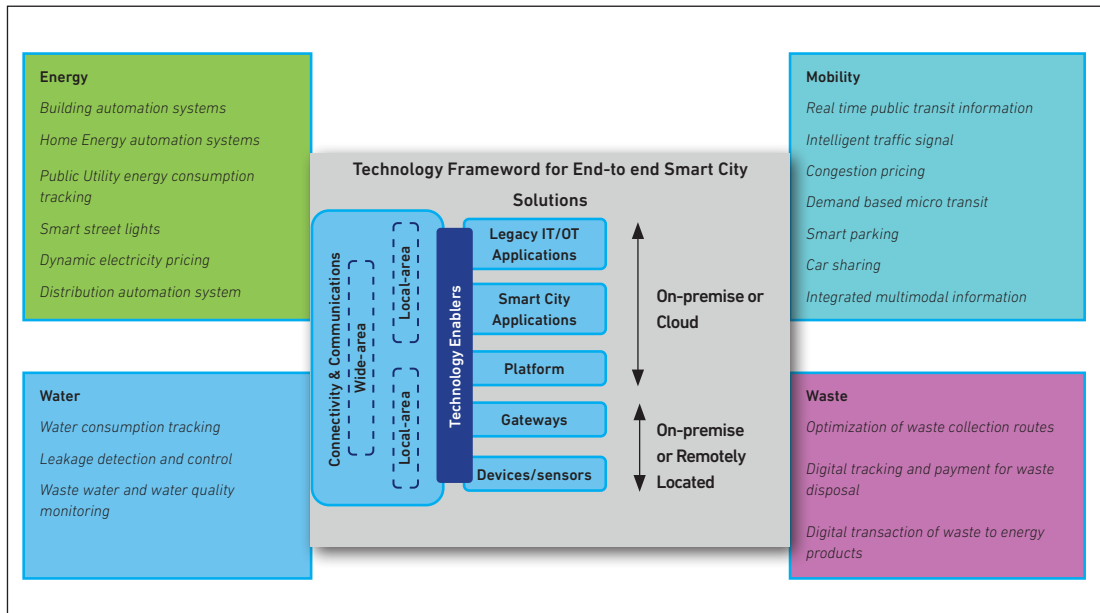 Energy
Building automation systems
Home Energy automation systems
Public Utility energy consumption
tracking
Smart street lights
Dynamic electricity pricing
Distribution automation system
Mobility
Real time public transit information
Intelligent traffic signal
Congestion pricing
Demand based micro transit
Smart parking
Car sharing
Integrated multimodal information
Technology Frameword for End-to end Smart City
Solutions
Connectivity & Communications
Wide-area
Local-area
Local-area
Technology Enablers
Legacy IT/OT
Applications
Smart City
Applications
Platform
Gateways
Devices/sensors
On-premise or
Cloud
On-premise
or Remotely
Located
Water
Water consumption tracking
Leakage detection and control
Waste water and water quality
monitoring
Waste
Optimization of waste collection routes
Digital tracking and payment for waste
disposal
Digital transaction of waste to energy
products